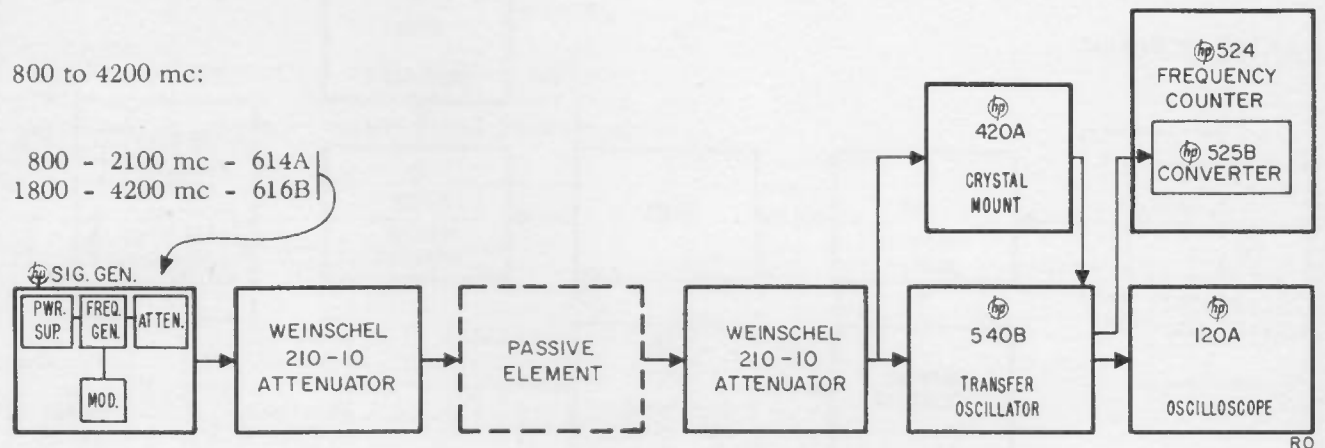 800 to 4200 mc:
800 - 2100 mc - 614A
1800 - 4200 mc - 616B
hp SIG. GEN.
PWR.
SUP.
FREQ.
GEN.
ATTEN.
MOD.
WEINSCHEL
210-10
ATTENUATOR
PASSIVE
ELEMENT
WEINSCHEL
210-10
ATTENUATOR
hp
420A
CRYSTAL
MOUNT
hp
540B
TRANSFER
OSCILLATOR
hp 524
FREQUENCY
COUNTER
hp 525B
CONVERTER
hp
120A
OSCILLOSCOPE
RO